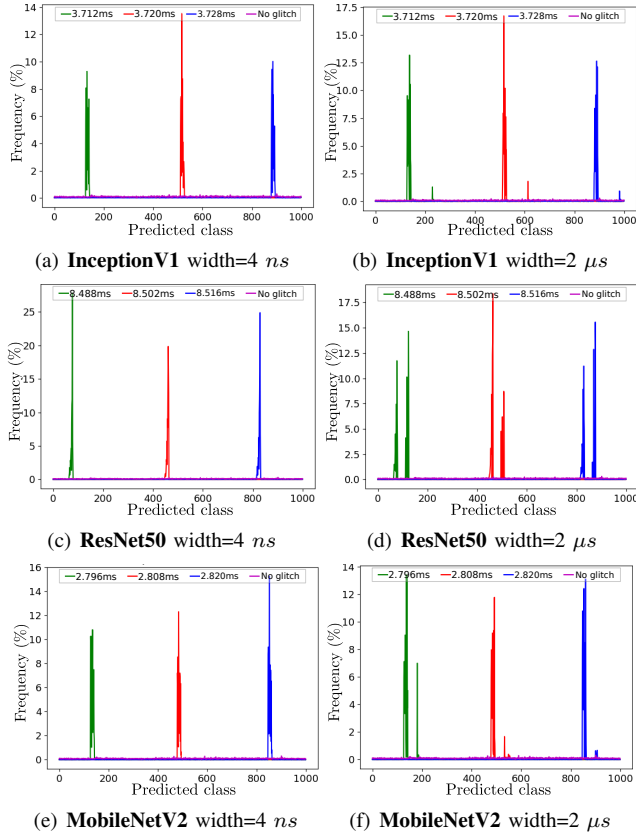 3.712ms 3.720ms 3.728ms No glitch
Frequency (%)
14
12
10
8
6
4
2
0
0 200 400 600 800 1000
Predicted class
(a) InceptionV1 width=4 ns
3.712ms 3.720ms 3.728ms No glitch
Frequency (%)
17.5
15.0
12.5
10.0
7.5
5.0
2.5
0.0
0 200 400 600 800 1000
Predicted class
(b) InceptionV1 width=2 μs
8.488ms 8.502ms 8.516ms No glitch
Frequency (%)
25
20
15
10
5
0
0 200 400 600 800 1000
Predicted class
(c) ResNet50 width=4 ns
8.488ms 8.502ms 8.516ms No glitch
Frequency (%)
17.5
15.0
12.5
10.0
7.5
5.0
2.5
0.0
0 200 400 600 800 1000
Predicted class
(d) ResNet50 width=2 μs
2.796ms 2.808ms 2.820ms No glitch
Frequency (%)
16
14
12
10
8
6
4
2
0
0 200 400 600 800 1000
Predicted class
(e) MobileNetV2 width=4 ns
2.796ms 2.808ms 2.820ms No glitch
Frequency (%)
14
12
10
8
6
4
2
0
0 200 400 600 800 1000
Predicted class
(f) MobileNetV2 width=2 μs